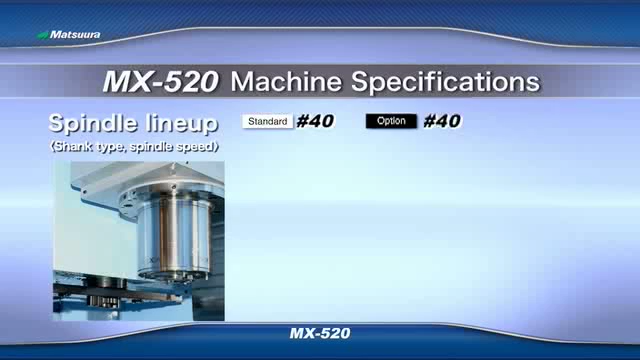 Matsuura
MX-520 Machine Specifications
Spindle lineup Standard #40 Option #40
〈Shank type, spindle speed〉
MX-520